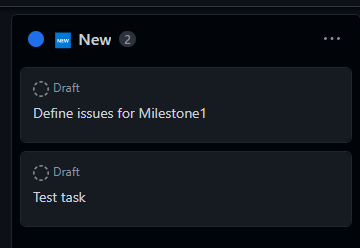 🆕 New 2
Draft
Define issues for Milestone1
Draft
Test task